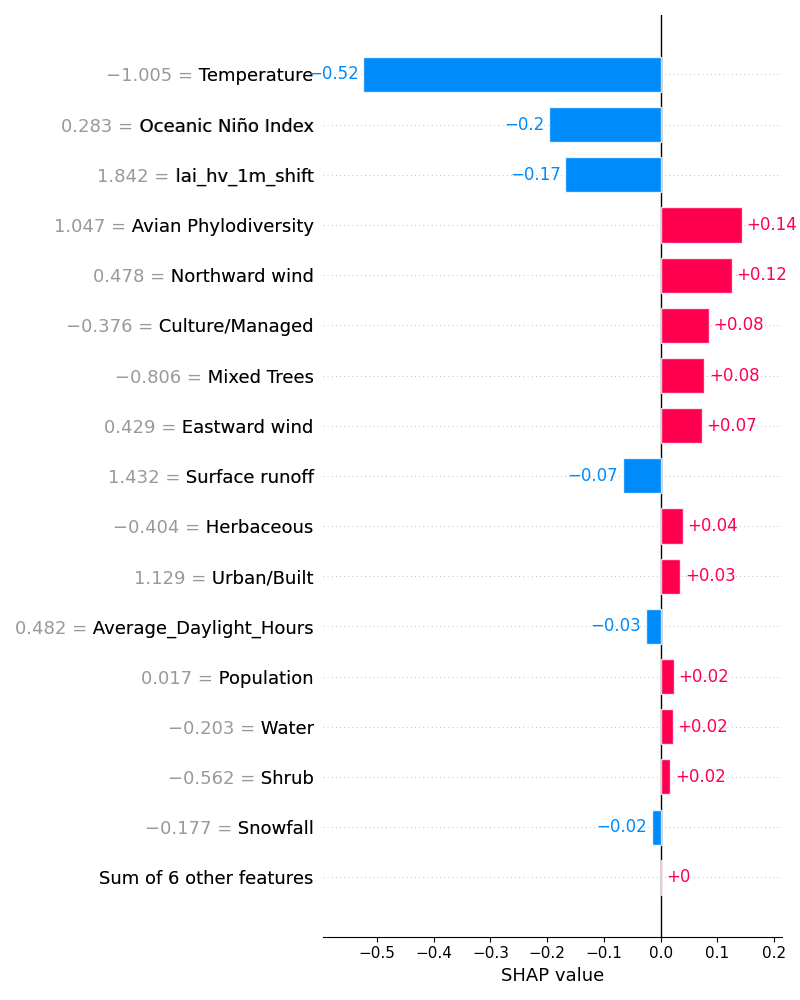 −1.005 = Temperature −0.52
0.283 = Oceanic Niño Index −0.2
1.842 = lai_hv_1m_shift −0.17
1.047 = Avian Phylodiversity +0.14
0.478 = Northward wind +0.12
−0.376 = Culture/Managed +0.08
−0.806 = Mixed Trees +0.08
0.429 = Eastward wind +0.07
1.432 = Surface runoff −0.07
−0.404 = Herbaceous +0.04
1.129 = Urban/Built +0.03
0.482 = Average_Daylight_Hours −0.03
0.017 = Population +0.02
−0.203 = Water +0.02
−0.562 = Shrub +0.02
−0.177 = Snowfall −0.02
Sum of 6 other features +0
−0.5 −0.4 −0.3 −0.2 −0.1 0.0 0.1 0.2
SHAP value